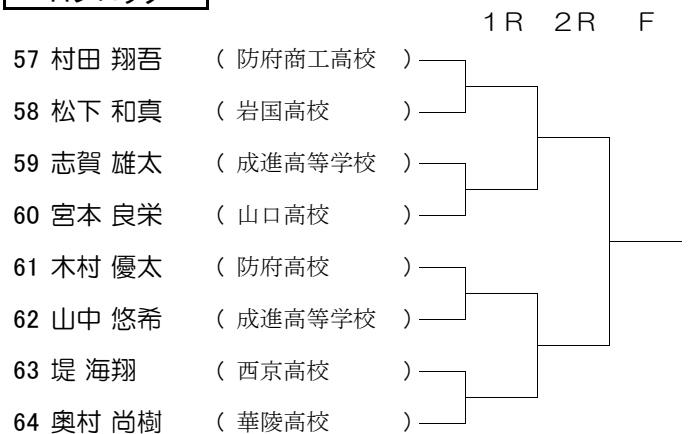 １Ｒ ２Ｒ Ｆ
57 村田 翔吾 ( 防府商工高校 )
58 松下 和真 ( 岩国高校 )
59 志賀 雄太 ( 成進高等学校 )
60 宮本 良栄 ( 山口高校 )
61 木村 優太 ( 防府高校 )
62 山中 悠希 ( 成進高等学校 )
63 堤 海翔 ( 西京高校 )
64 奥村 尚樹 ( 華陵高校 )